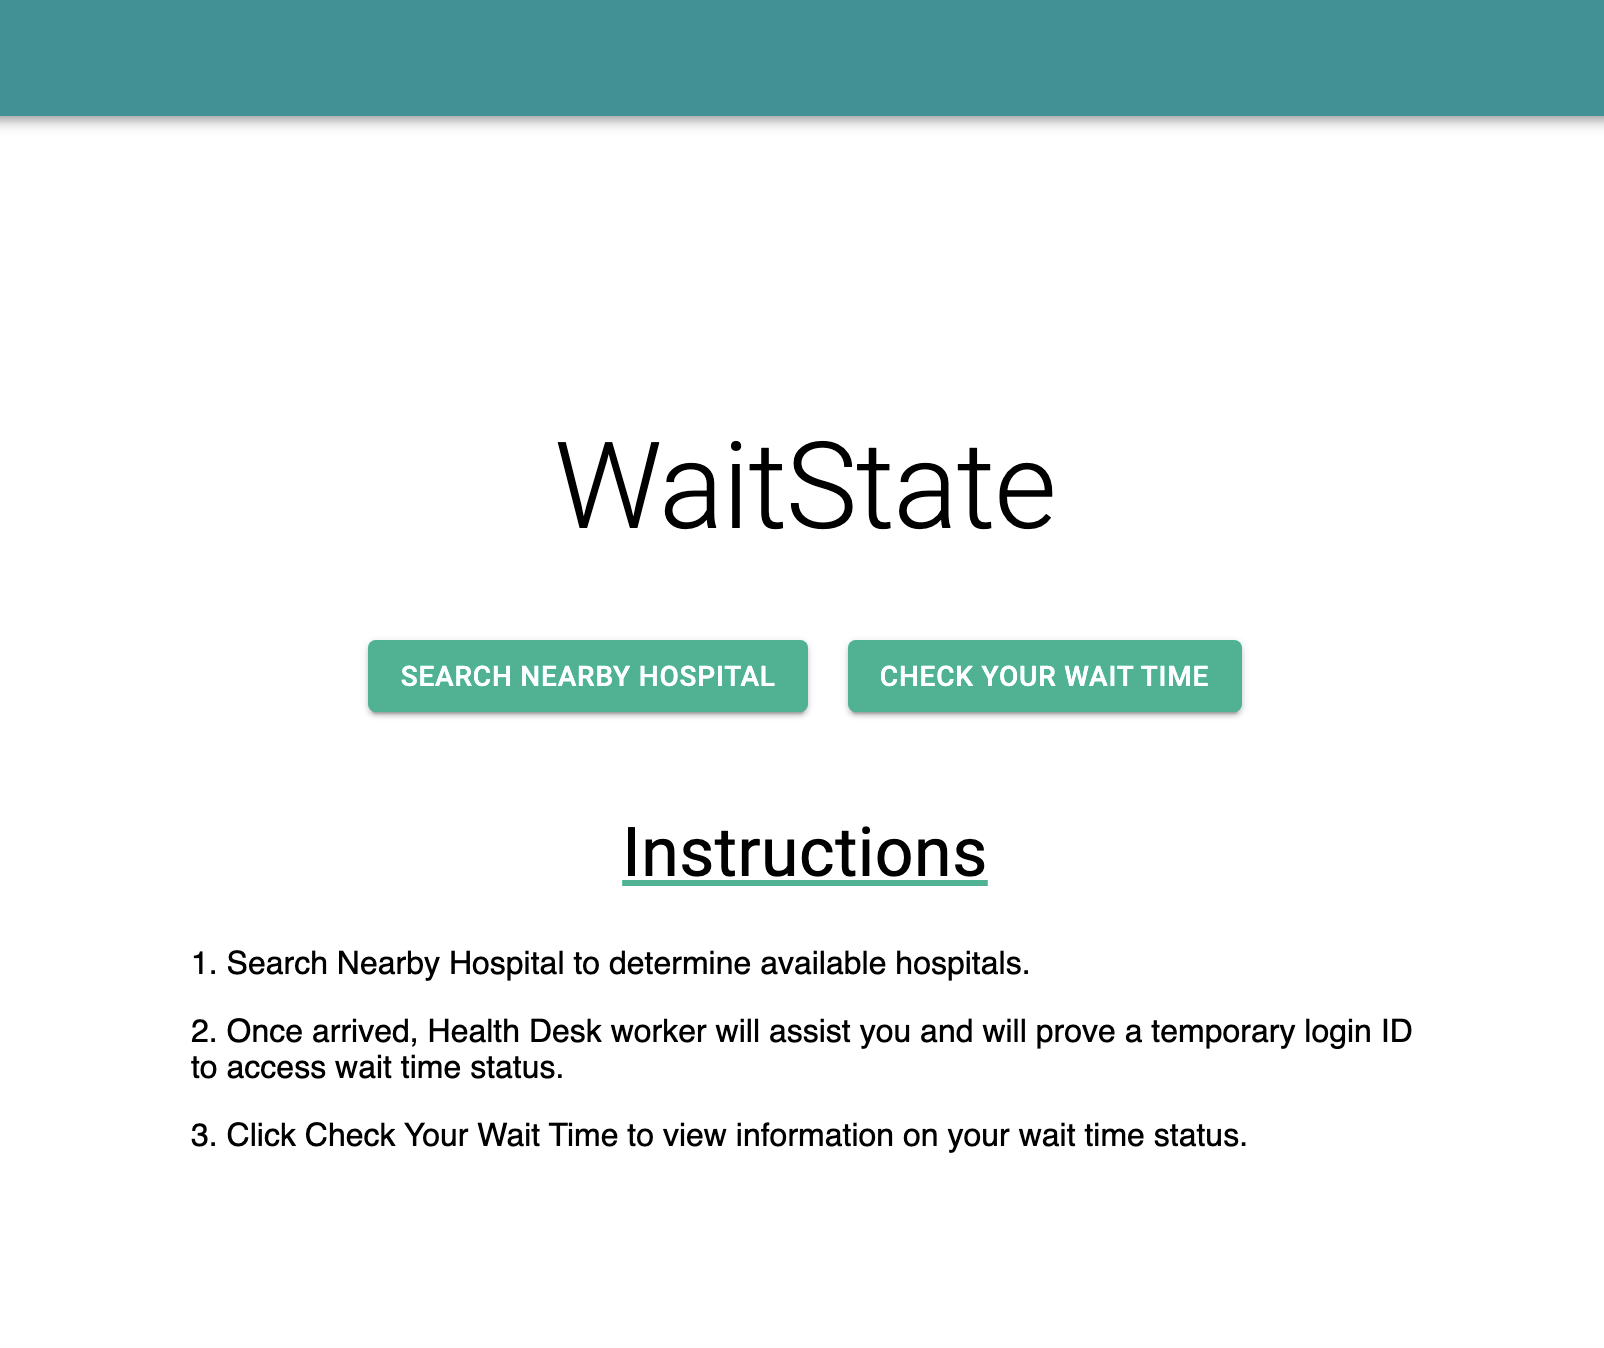 WaitState
SEARCH NEARBY HOSPITAL
CHECK YOUR WAIT TIME
Instructions
1. Search Nearby Hospital to determine available hospitals.
2. Once arrived, Health Desk worker will assist you and will prove a temporary login ID
to access wait time status.
3. Click Check Your Wait Time to view information on your wait time status.